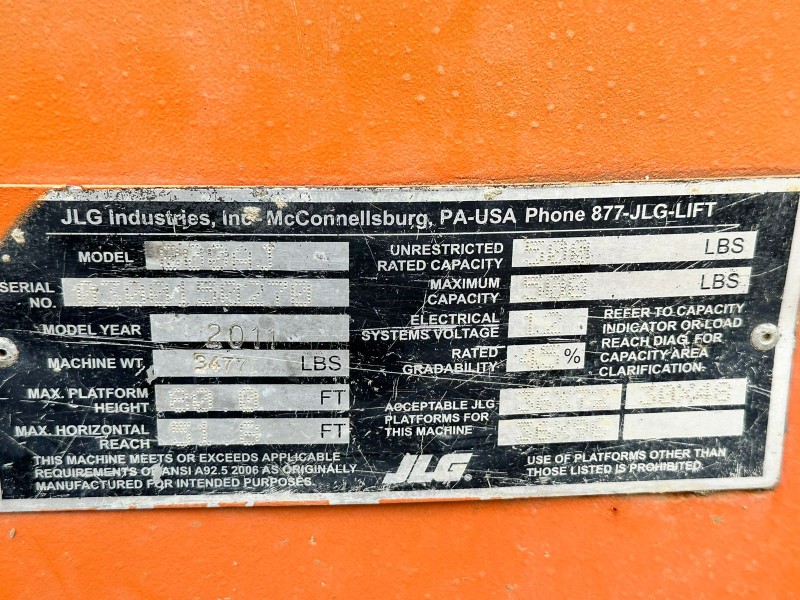 JLG Industries, Inc McConnellsburg, PA-USA Phone 877-JLG-LIFT
MODEL
SERIAL NO.
MODEL YEAR 2011
MACHINE WT. 3477 LBS
MAX. PLATFORM HEIGHT FT
MAX. HORIZONTAL REACH FT
THIS MACHINE MEETS OR EXCEEDS APPLICABLE
REQUIREMENTS OF ANSI A92.5 2006 AS ORIGINALLY
MANUFACTURED FOR INTENDED PURPOSES.
UNRESTRICTED
RATED CAPACITY 500 LBS
MAXIMUM
CAPACITY LBS
ELECTRICAL
SYSTEMS VOLTAGE 12
RATED
GRADABILITY 45%
REFER TO CAPACITY
INDICATOR OR LOAD
REACH DIAG. FOR
CAPACITY AREA
CLARIFICATION.
ACCEPTABLE JLG
PLATFORMS FOR
THIS MACHINE
JLG
USE OF PLATFORMS OTHER THAN
THOSE LISTED IS PROHIBITED.